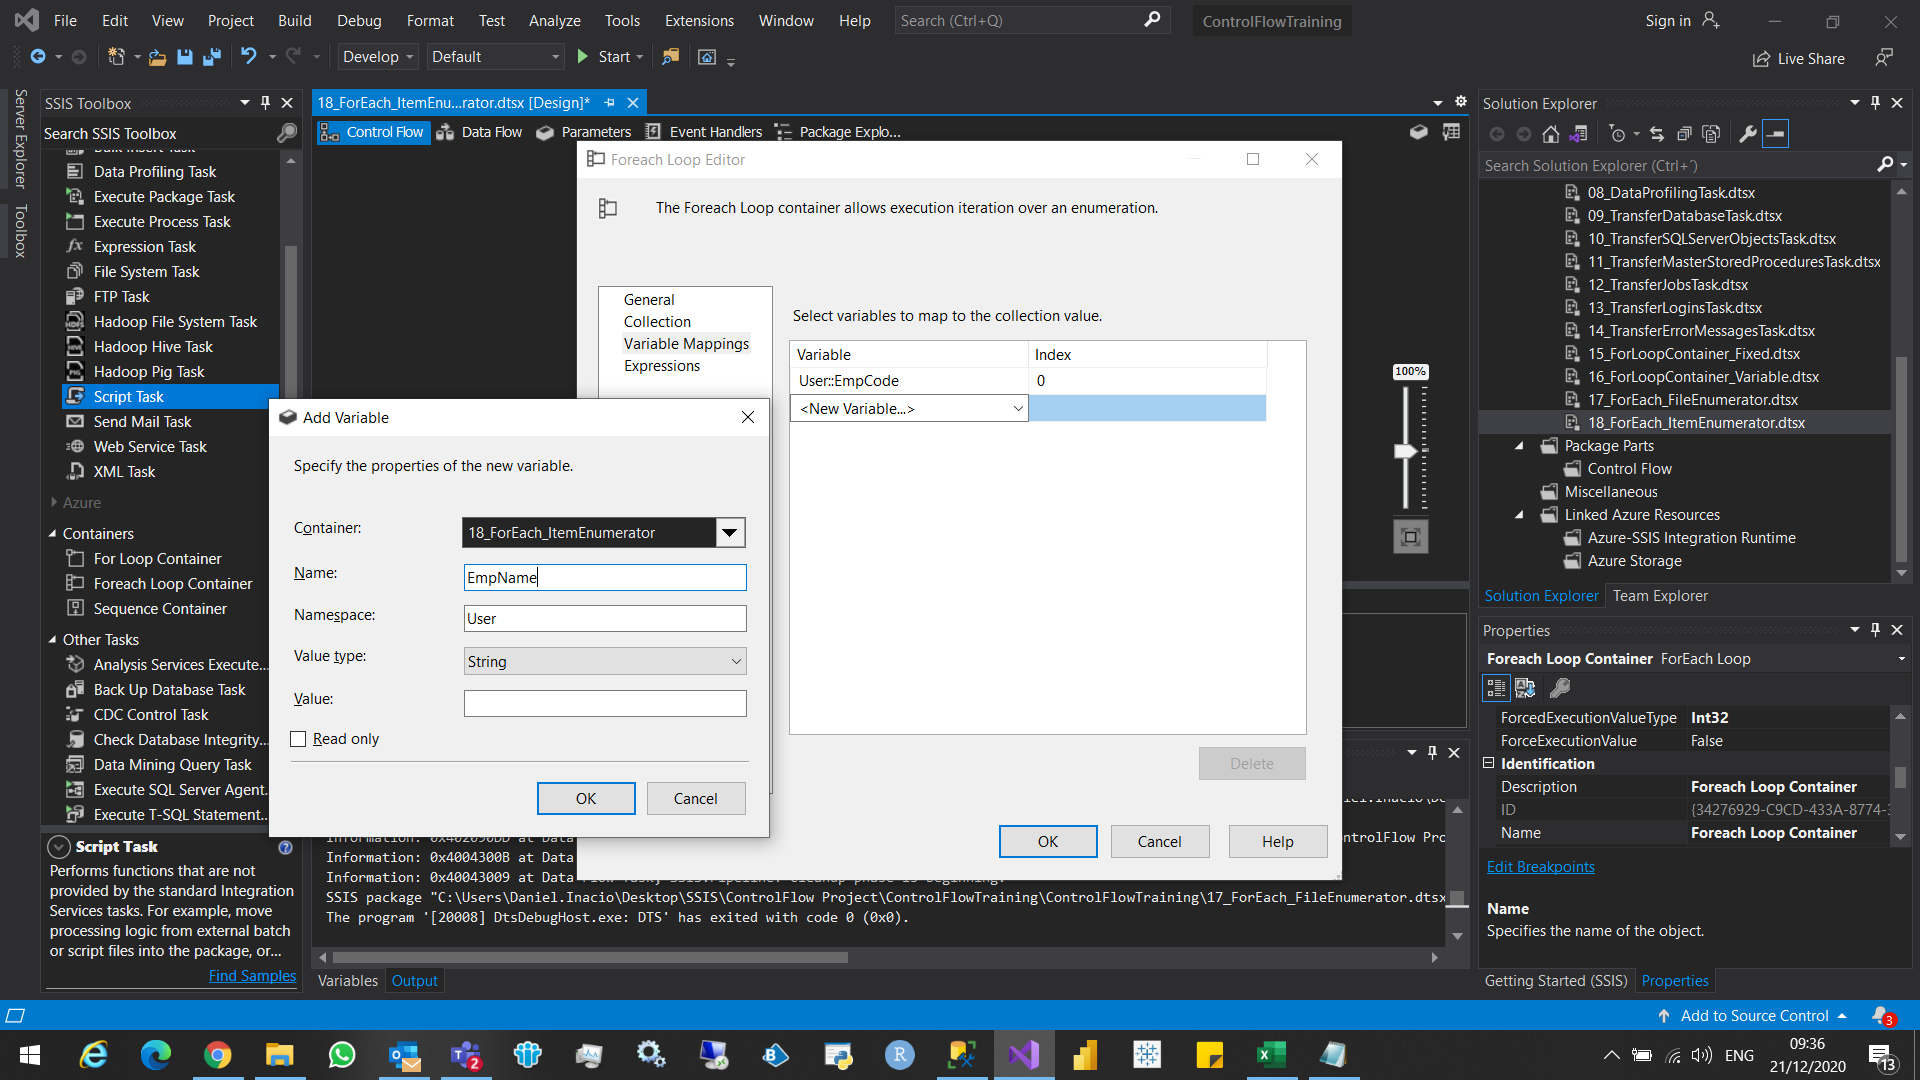 File Edit View Project Build Debug Format Test Analyze Tools Extensions Window Help Search (Ctrl+Q) ControlFlowTraining Sign in
Develop Default Start Live Share
Server Explorer
Toolbox
SSIS Toolbox
Search SSIS Toolbox
Bulk Insert Task
Data Profiling Task
Execute Package Task
Execute Process Task
Expression Task
File System Task
FTP Task
Hadoop File System Task
Hadoop Hive Task
Hadoop Pig Task
Script Task
Send Mail Task
Web Service Task
XML Task
Azure
Containers
For Loop Container
Foreach Loop Container
Sequence Container
Other Tasks
Analysis Services Execute...
Back Up Database Task
CDC Control Task
Check Database Integrity...
Data Mining Query Task
Execute SQL Server Agent.
Execute T-SQL Statement..
Script Task
Performs functions that are not
provided by the standard Integration
Services tasks. For example, move
processing logic from external batch
or script files into the package, or...
Find Samples
18_ForEach_ItemEnu...rator.dtsx [Design]*
Control Flow Data Flow Parameters Event Handlers Package Explo...
Foreach Loop Editor
The Foreach Loop container allows execution iteration over an enumeration.
General
Collection
Variable Mappings
Expressions
Select variables to map to the collection value.
Variable Index
User::EmpCode 0
<New Variable...>
Delete
OK Cancel Help
100%
Add Variable
Specify the properties of the new variable.
Container: 18_ForEach_ItemEnumerator
Name: EmpName
Namespace: User
Value type: String
Value:
Read only
OK Cancel
Information: 0x4004300B at Data
Information: 0x40043009 at Data
SSIS package "C:\Users\Daniel.Inacio\Desktop\SSIS\ControlFlow Project\ControlFlowTraining\ControlFlowTraining\17_ForEach_FileEnumerator.dtsx
The program '[20008] DtsDebugHost.exe: DTS' has exited with code 0 (0x0).
Variables Output
Solution Explorer
Search Solution Explorer (Ctrl+´)
08_DataProfilingTask.dtsx
09_TransferDatabaseTask.dtsx
10_TransferSQLServerObjectsTask.dtsx
11_TransferMasterStoredProceduresTask.dtsx
12_TransferJobsTask.dtsx
13_TransferLoginsTask.dtsx
14_TransferErrorMessagesTask.dtsx
15_ForLoopContainer_Fixed.dtsx
16_ForLoopContainer_Variable.dtsx
17_ForEach_FileEnumerator.dtsx
18_ForEach_ItemEnumerator.dtsx
Package Parts
Control Flow
Miscellaneous
Linked Azure Resources
Azure-SSIS Integration Runtime
Azure Storage
Solution Explorer Team Explorer
Properties
Foreach Loop Container ForEach Loop
ForcedExecutionValueType Int32
ForceExecutionValue False
Identification
Description Foreach Loop Container
ID {34276929-C9CD-433A-8774-
Name Foreach Loop Container
Edit Breakpoints
Name
Specifies the name of the object.
Getting Started (SSIS) Properties
Add to Source Control 3
2 ENG 09:36
21/12/2020 13